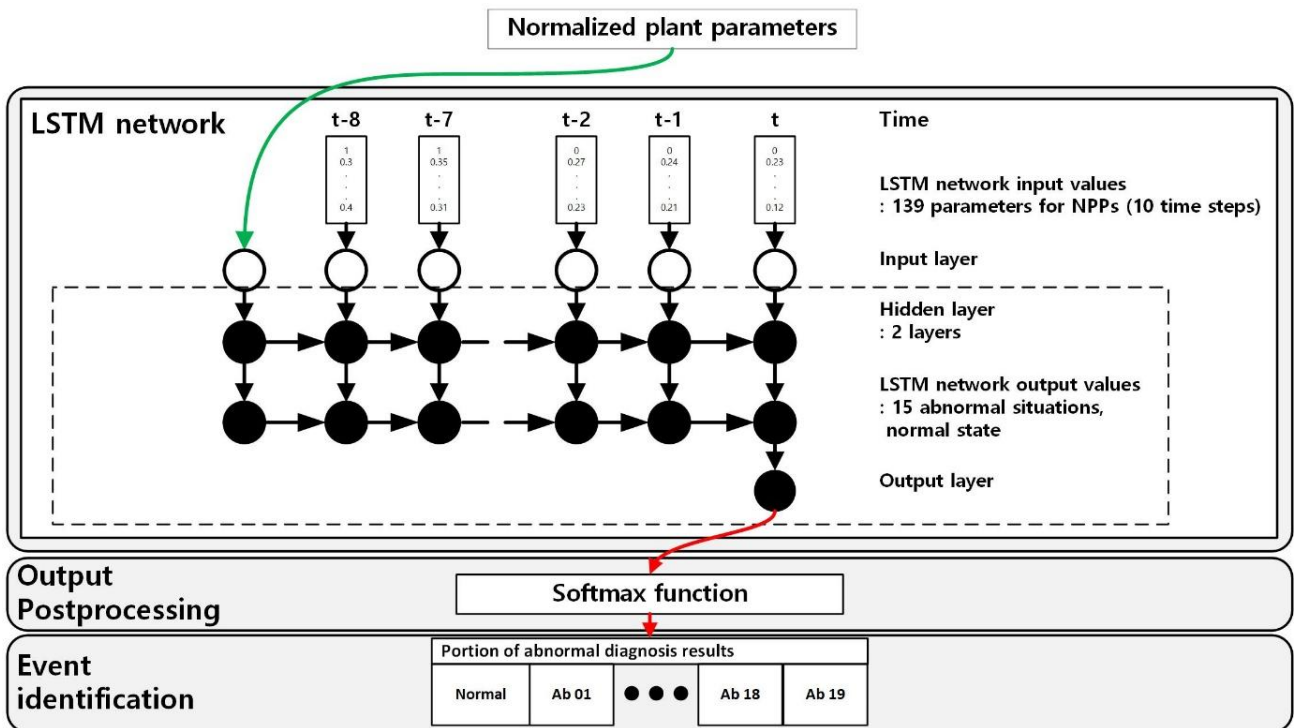 Normalized plant parameters
LSTM network
t-8 t-7 t-2 t-1 t
Time
1 1 0 0 0
0.3 0.35 0.27 0.24 0.23
. . . . .
. . . . .
. . . . .
0.4 0.31 0.23 0.21 0.12
LSTM network input values
: 139 parameters for NPPs (10 time steps)
Input layer
Hidden layer
: 2 layers
LSTM network output values
: 15 abnormal situations,
normal state
Output layer
Output
Postprocessing
Softmax function
Event
identification
Portion of abnormal diagnosis results
Normal Ab 01 ● ● ● Ab 18 Ab 19